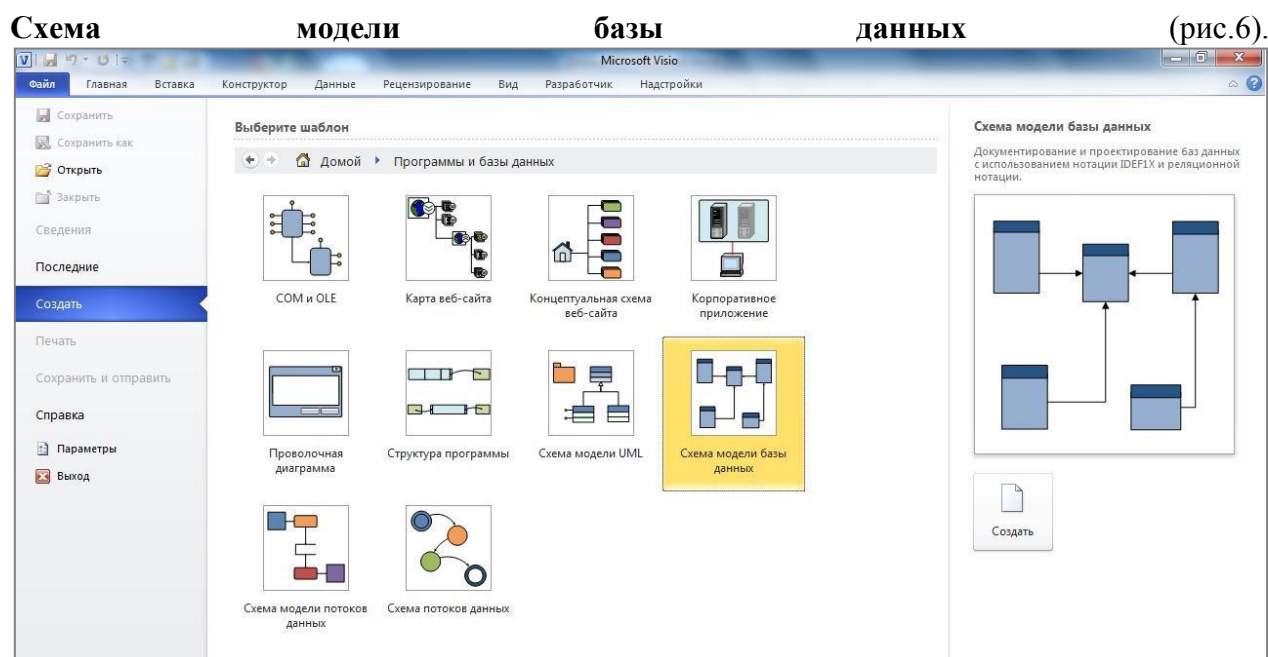 Схема модели базы данных (рис.6).
Microsoft Visio
Файл Главная Вставка Конструктор Данные Рецензирование Вид Разработчик Надстройки
Сохранить
Сохранить как
Открыть
Закрыть
Сведения
Последние
Создать
Печать
Сохранить и отправить
Справка
Параметры
Выход
Выберите шаблон
Домой Программы и базы данных
COM и OLE
Карта веб-сайта
Концептуальная схема
веб-сайта
Корпоративное
приложение
Проволочная
диаграмма
Структура программы
Схема модели UML
Схема модели базы
данных
Схема модели потоков
данных
Схема потоков данных
Схема модели базы данных
Документирование и проектирование баз данных
с использованием нотации IDEF1X и реляционной
нотации.
Создать